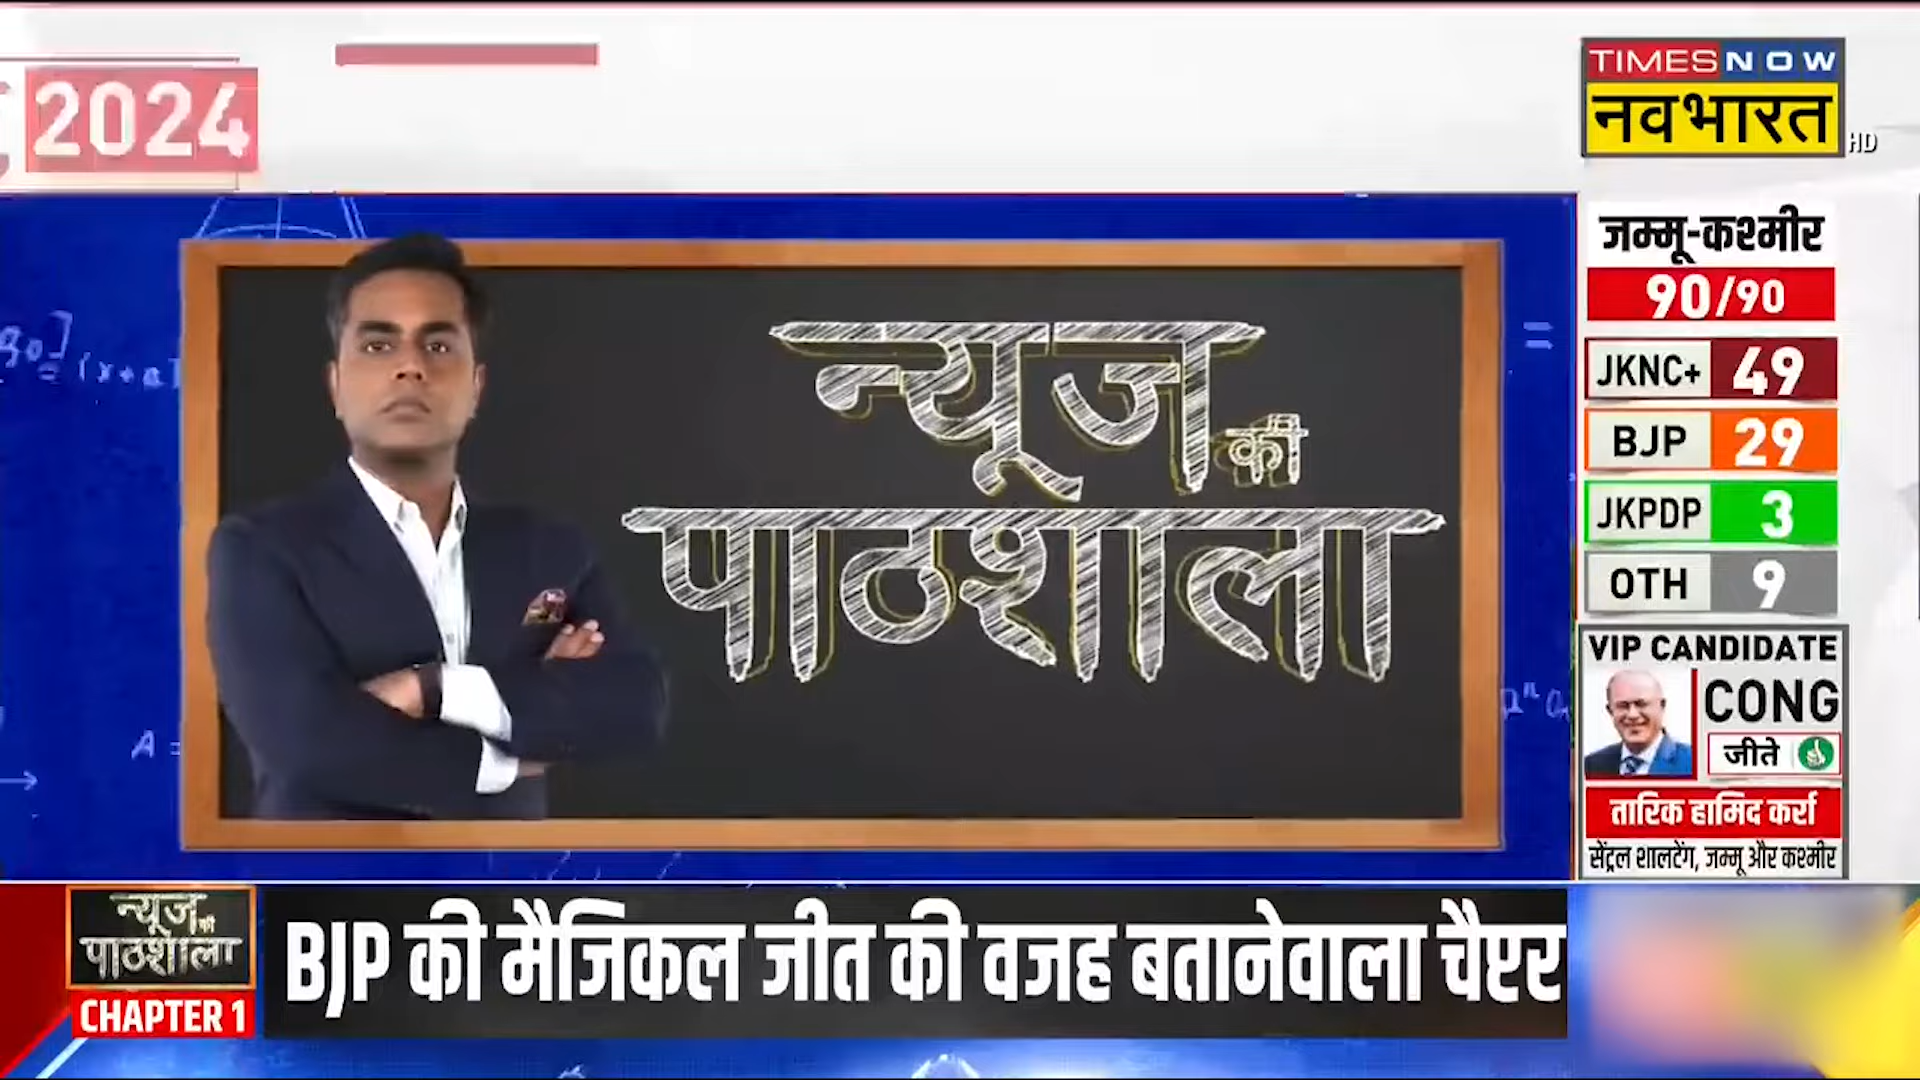 2024
TIMES NOW
नवभारत
HD
जम्मू-कश्मीर
90/90
JKNC+ 49
BJP 29
JKPDP 3
OTH 9
VIP CANDIDATE
CONG
जीते
तारिक हामिद कर्रा
सेंट्रल शालटेंग, जम्मू और कश्मीर
न्यूज की
पाठशाला
A =
न्यूज की
पाठशाला
CHAPTER 1
BJP की मैजिकल जीत की वजह बतानेवाला चैप्टर